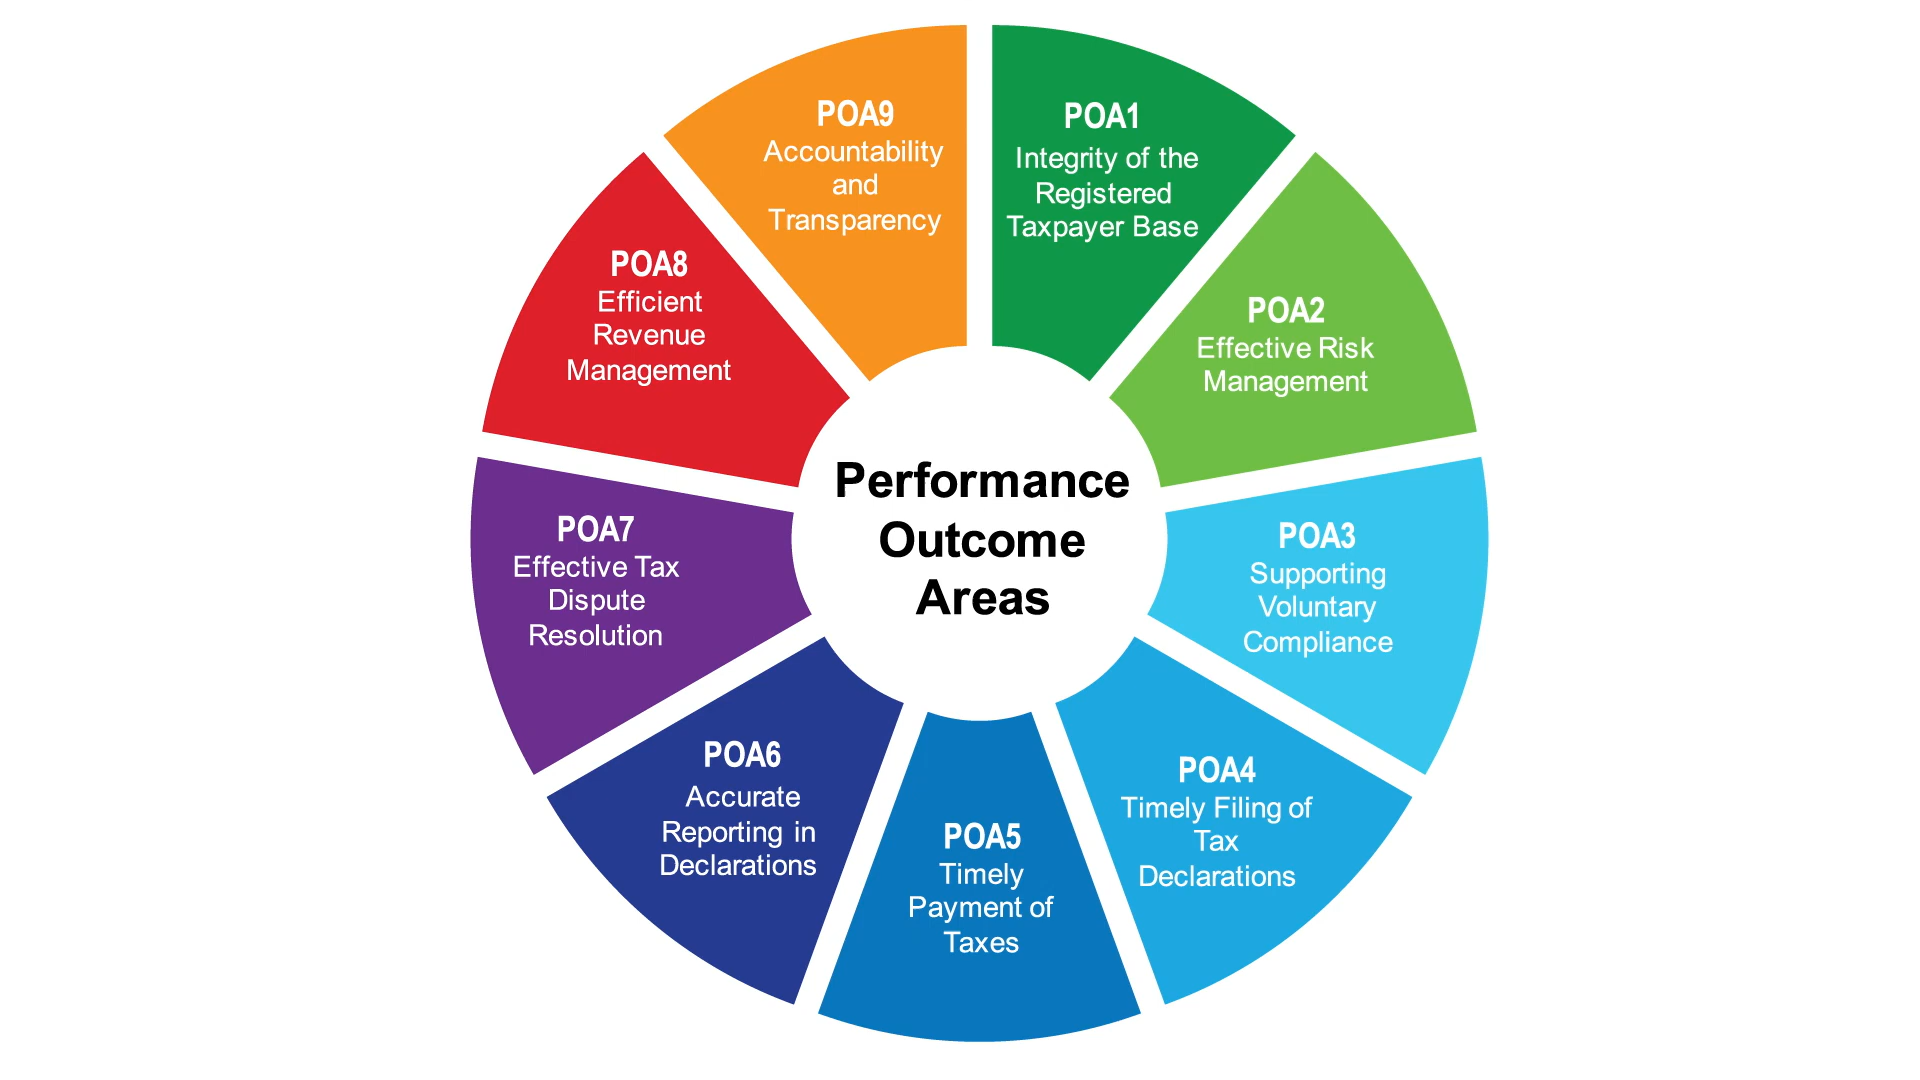 POA9
Accountability
and
Transparency
POA1
Integrity of the
Registered
Taxpayer Base
POA2
Effective Risk
Management
POA3
Supporting
Voluntary
Compliance
POA4
Timely Filing of
Tax
Declarations
POA5
Timely
Payment of
Taxes
POA6
Accurate
Reporting in
Declarations
POA7
Effective Tax
Dispute
Resolution
POA8
Efficient
Revenue
Management
Performance
Outcome
Areas